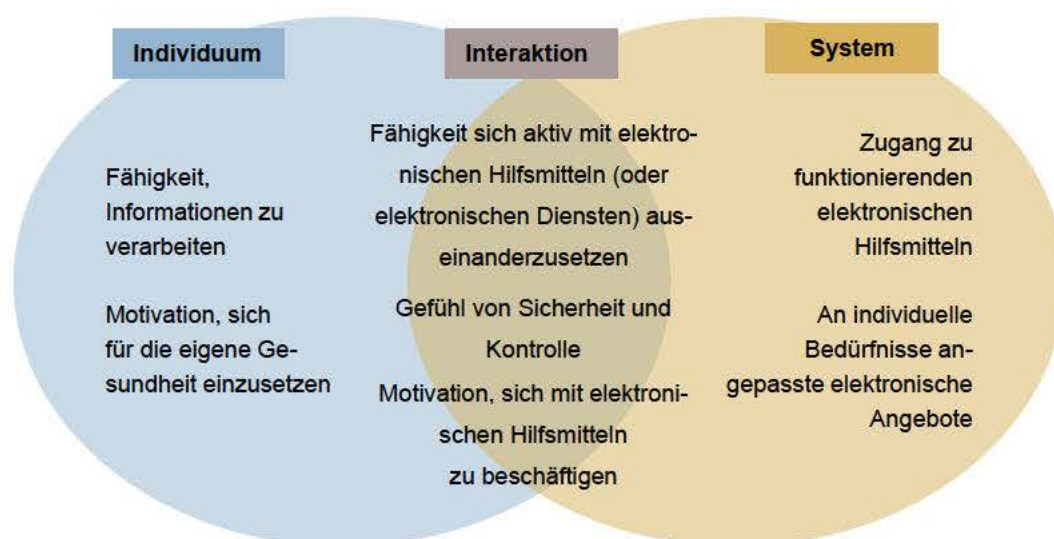 Individuum
Fähigkeit,
Informationen zu
verarbeiten
Motivation, sich
für die eigene Ge-
sundheit einzusetzen
Interaktion
Fähigkeit sich aktiv mit elektro-
nischen Hilfsmitteln (oder
elektronischen Diensten) aus-
einanderzusetzen
Gefühl von Sicherheit und
Kontrolle
Motivation, sich mit elektroni-
schen Hilfsmitteln
zu beschäftigen
System
Zugang zu
funktionierenden
elektronischen
Hilfsmitteln
An individuelle
Bedürfnisse an-
gepasste elektronische
Angebote